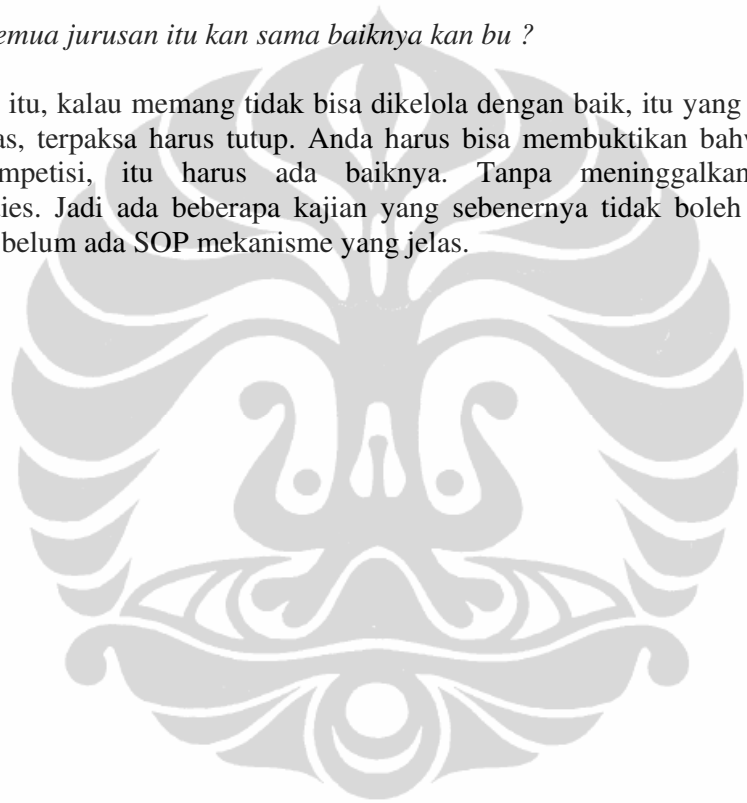 emua jurusan itu kan sama baiknya kan bu ?
itu, kalau memang tidak bisa dikelola dengan baik, itu yang
as, terpaksa harus tutup. Anda harus bisa membuktikan bahw
mpetisi, itu harus ada baiknya. Tanpa meninggalkan
ies. Jadi ada beberapa kajian yang sebenernya tidak boleh
belum ada SOP mekanisme yang jelas.